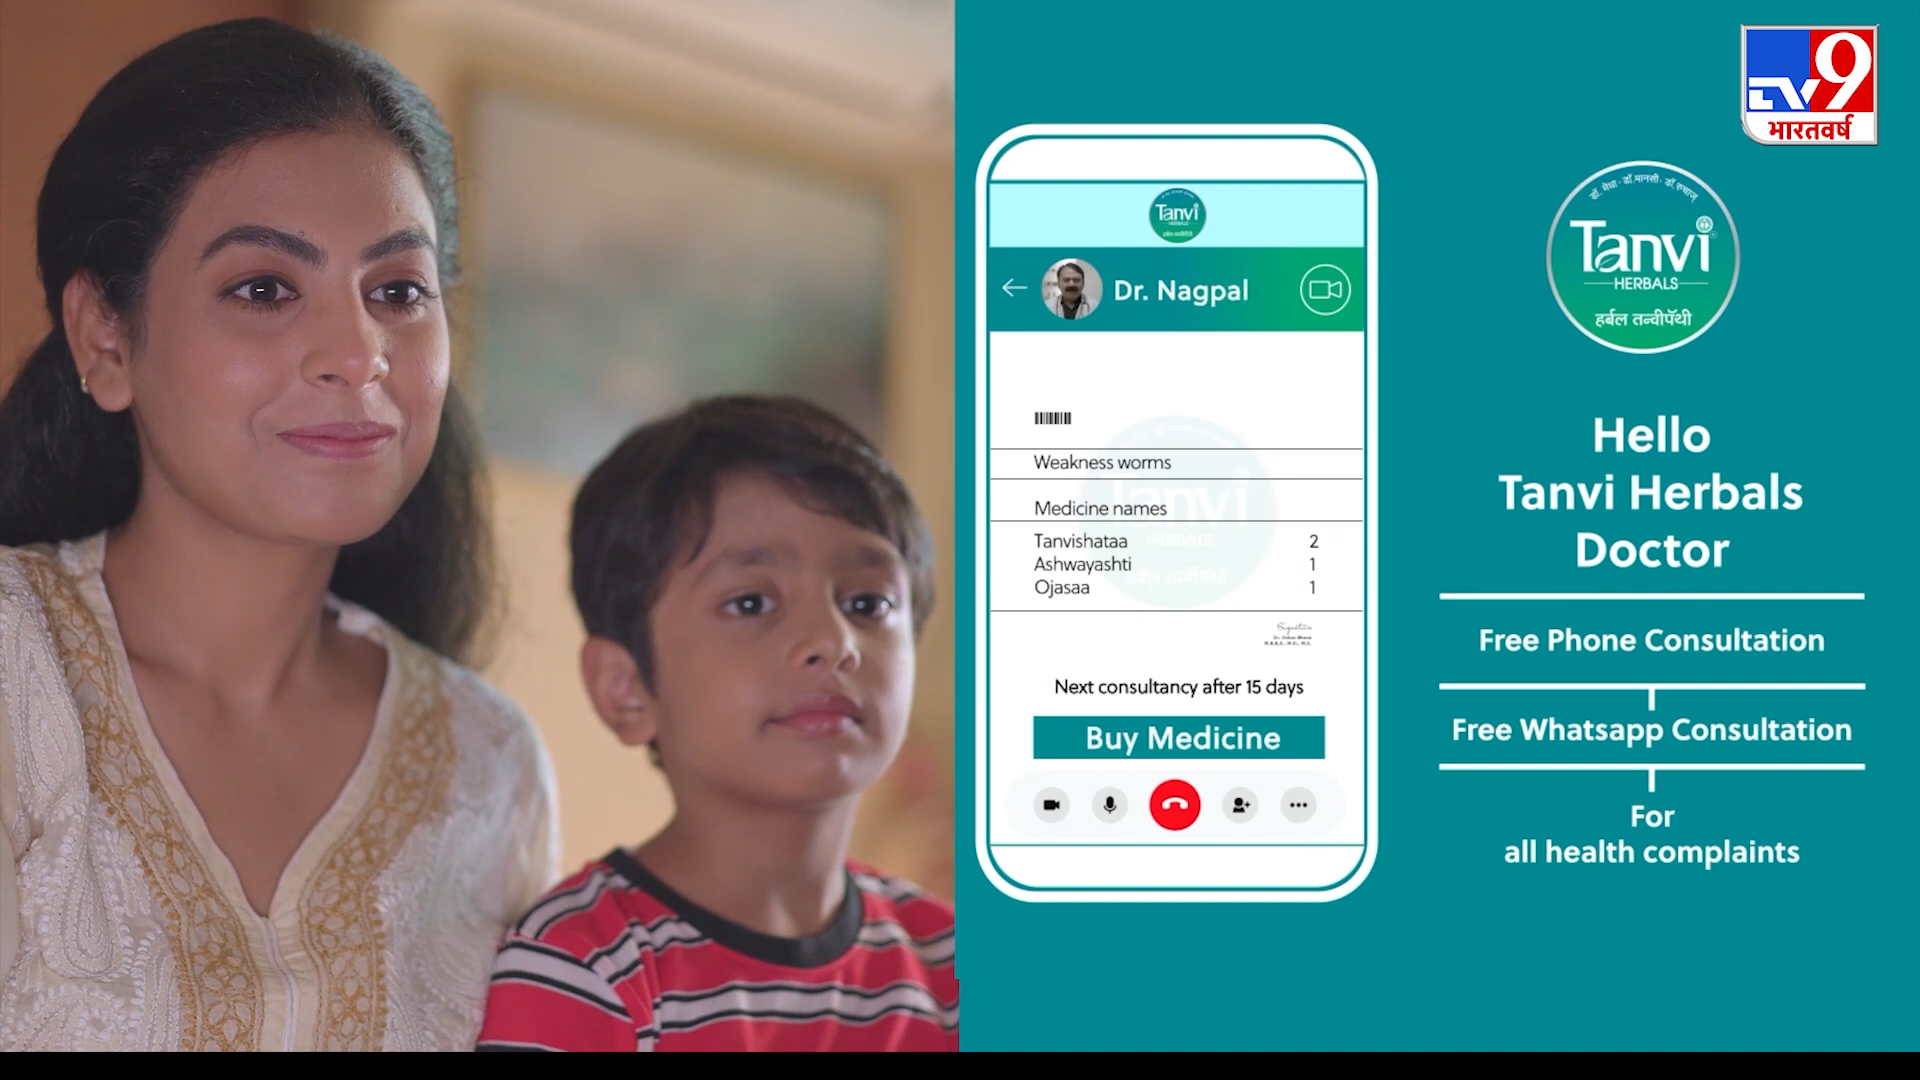 TV9
भारतवर्ष
Tanvi
Dr. Nagpal
Weakness worms
Medicine names
Tanvishataa 2
Ashwayashti 1
Ojasaa 1
Signature
Next consultancy after 15 days
Buy Medicine
डॉ. मेधा · डॉ. मानसी · डॉ. रुचाज्
Tanvi
HERBALS
हर्बल तन्वीपॅथी
Hello
Tanvi Herbals
Doctor
Free Phone Consultation
Free Whatsapp Consultation
For
all health complaints